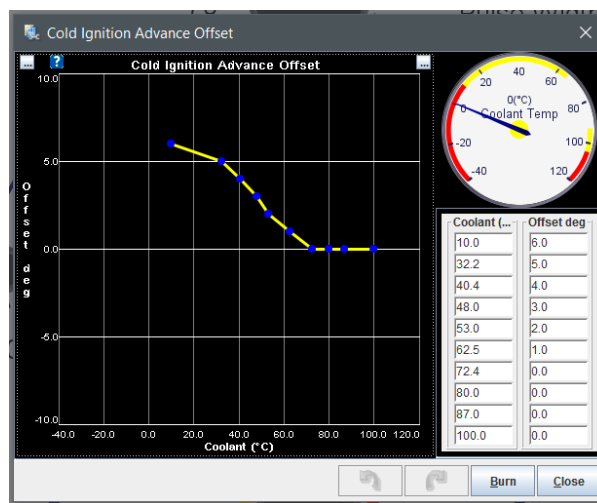 Cold Ignition Advance Offset
...
?
Cold Ignition Advance Offset
...
10.0
5.0
0.0
-5.0
-10.0
Offset deg
-40.0 -20.0 0.0 20.0 40.0 60.0 80.0 100.0 120.0
Coolant (°C)
-40 -20 0 20 40 60 80 100 120
0(°C)
Coolant Temp
Coolant (... Offset deg
10.0 6.0
32.2 5.0
40.4 4.0
48.0 3.0
53.0 2.0
62.5 1.0
72.4 0.0
80.0 0.0
87.0 0.0
100.0 0.0
Burn Close